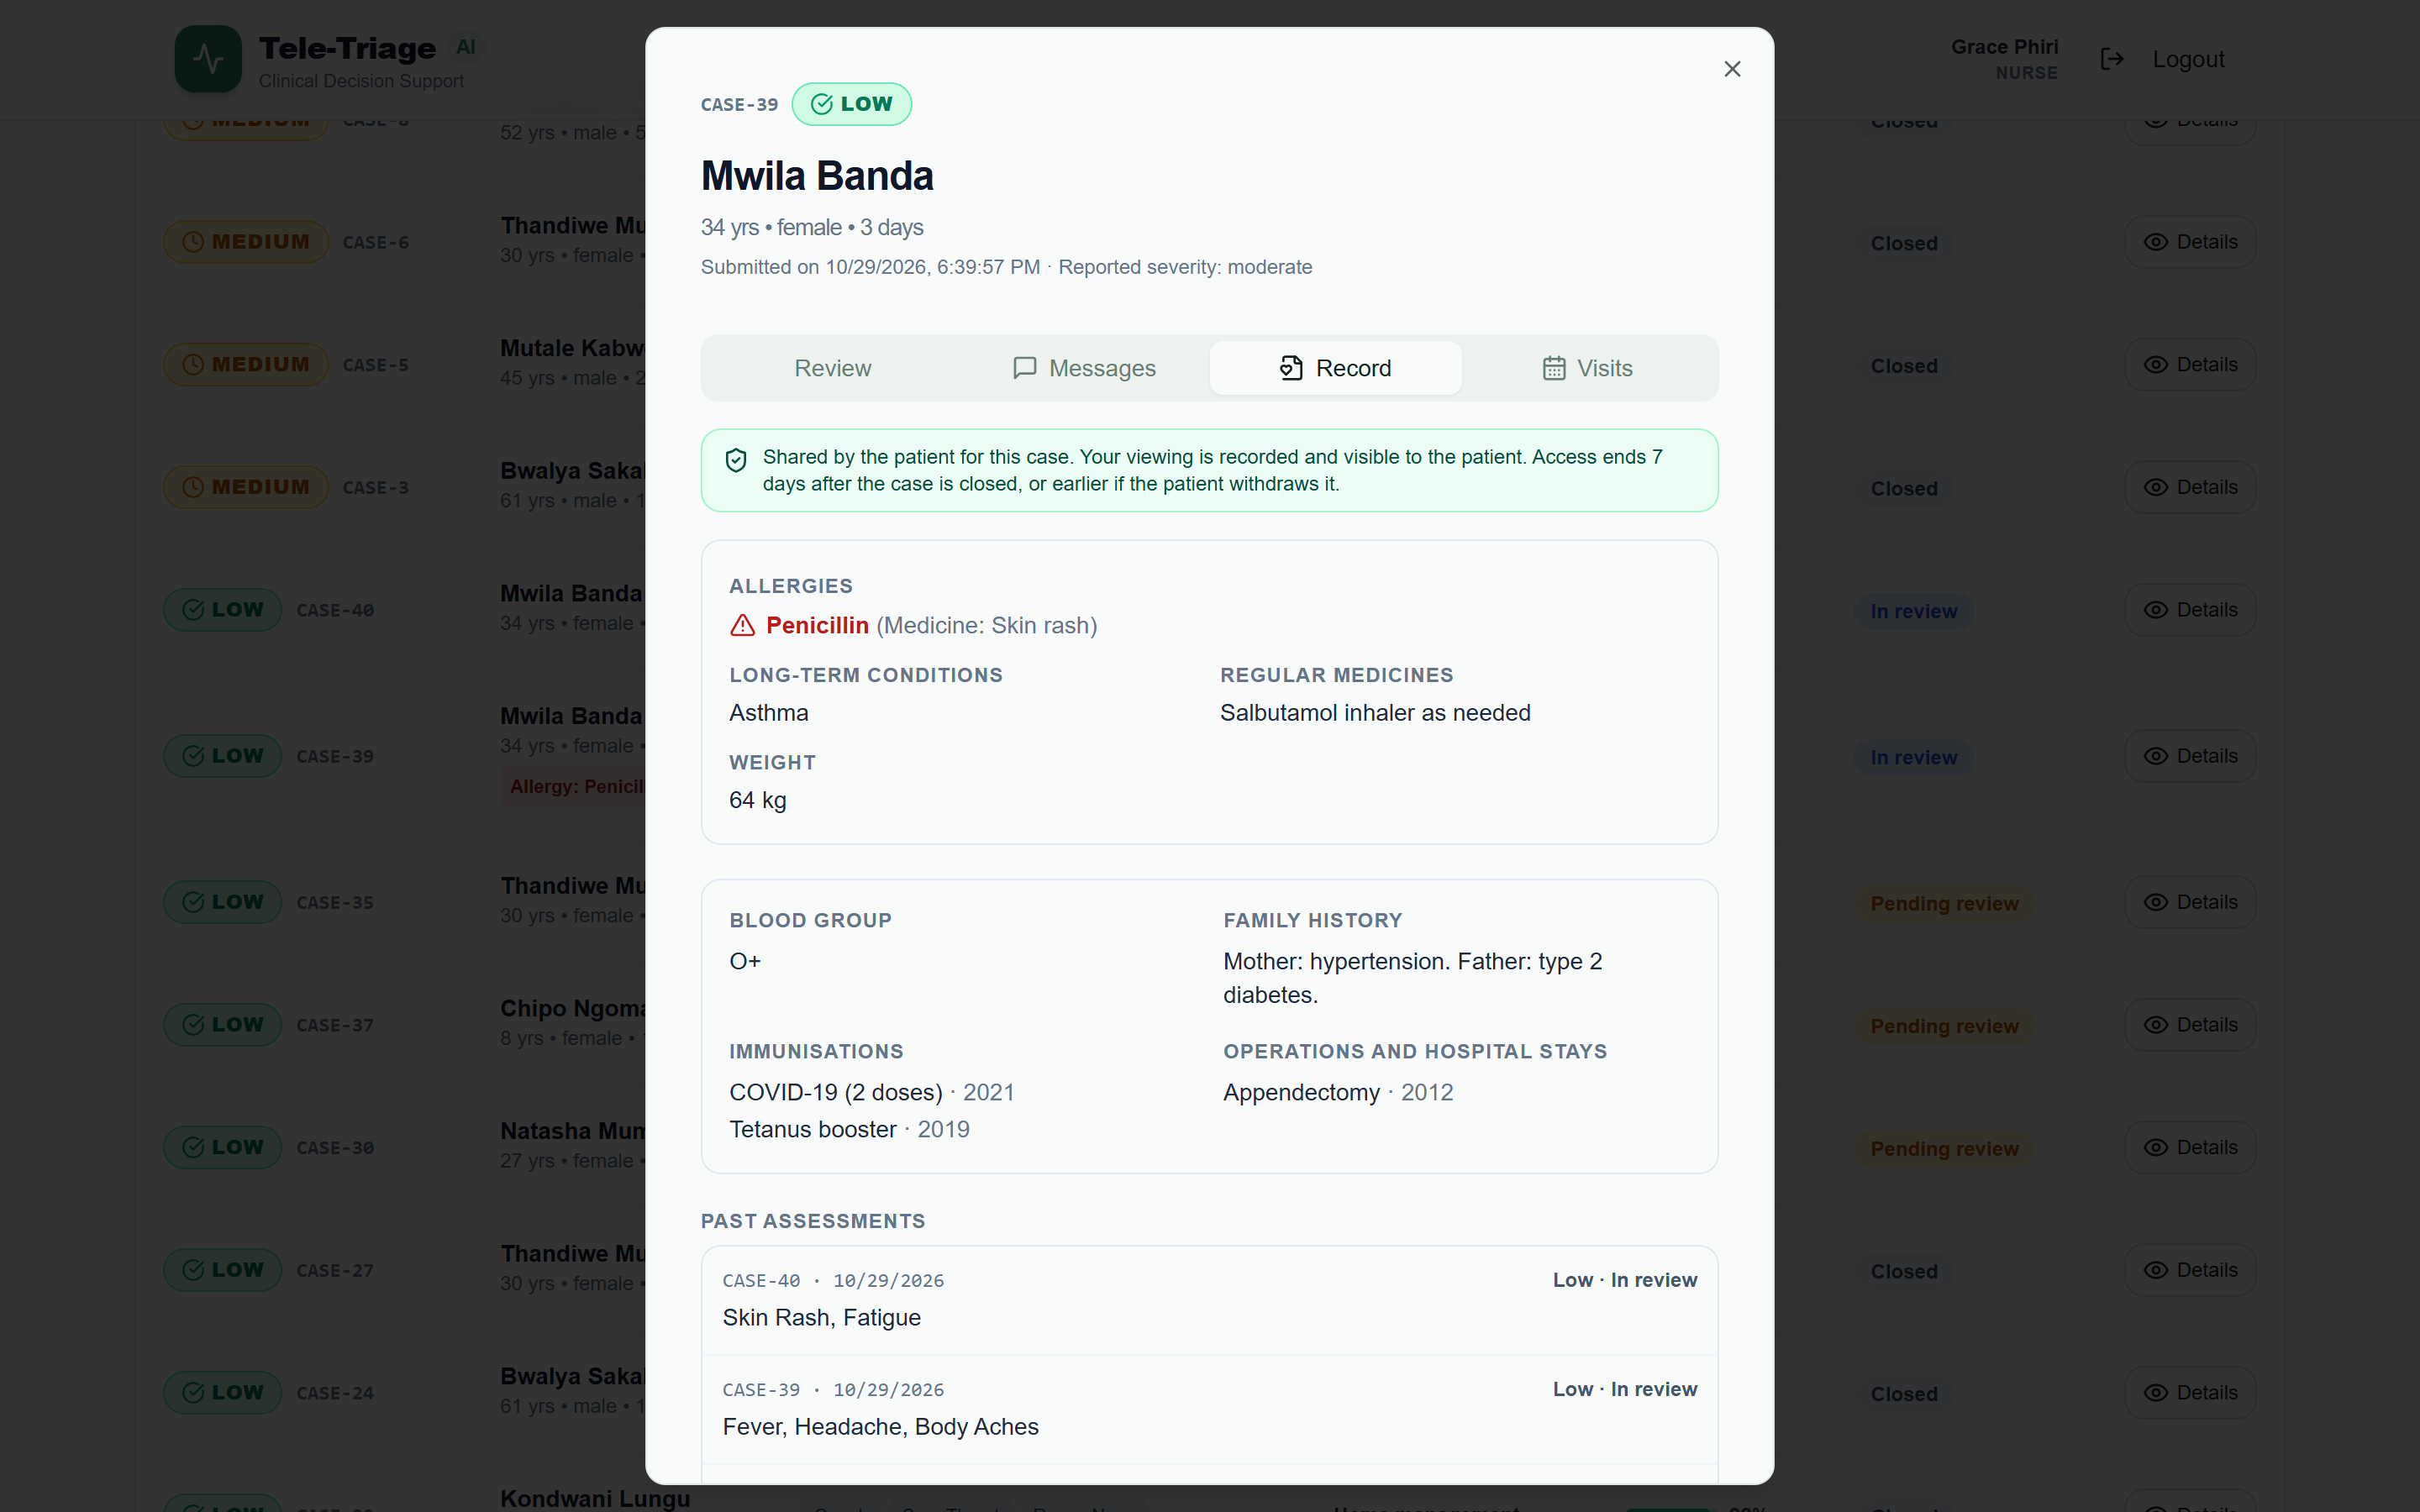 Tele-Triage AI
Clinical Decision Support
Grace Phiri
NURSE
Logout
MEDIUM CASE-8
52 yrs • male • 5
Closed
Details
MEDIUM CASE-6
Thandiwe Mu
30 yrs • female •
Closed
Details
MEDIUM CASE-5
Mutale Kabw
45 yrs • male • 2
Closed
Details
MEDIUM CASE-3
Bwalya Saka
61 yrs • male • 1
Closed
Details
LOW CASE-40
Mwila Banda
34 yrs • female •
In review
Details
LOW CASE-39
Mwila Banda
34 yrs • female •
Allergy: Penicil
In review
Details
LOW CASE-35
Thandiwe Mu
30 yrs • female •
Pending review
Details
LOW CASE-37
Chipo Ngoma
8 yrs • female •
Pending review
Details
LOW CASE-30
Natasha Mum
27 yrs • female •
Pending review
Details
LOW CASE-27
Thandiwe Mu
30 yrs • female •
Closed
Details
LOW CASE-24
Bwalya Saka
61 yrs • male • 1
Closed
Details
Kondwani Lungu
CASE-39 LOW
Mwila Banda
34 yrs • female • 3 days
Submitted on 10/29/2026, 6:39:57 PM · Reported severity: moderate
Review
Messages
Record
Visits
Shared by the patient for this case. Your viewing is recorded and visible to the patient. Access ends 7
days after the case is closed, or earlier if the patient withdraws it.
ALLERGIES
Penicillin (Medicine: Skin rash)
LONG-TERM CONDITIONS
Asthma
REGULAR MEDICINES
Salbutamol inhaler as needed
WEIGHT
64 kg
BLOOD GROUP
O+
FAMILY HISTORY
Mother: hypertension. Father: type 2
diabetes.
IMMUNISATIONS
COVID-19 (2 doses) · 2021
Tetanus booster · 2019
OPERATIONS AND HOSPITAL STAYS
Appendectomy · 2012
PAST ASSESSMENTS
CASE-40 · 10/29/2026
Low · In review
Skin Rash, Fatigue
CASE-39 · 10/29/2026
Low · In review
Fever, Headache, Body Aches